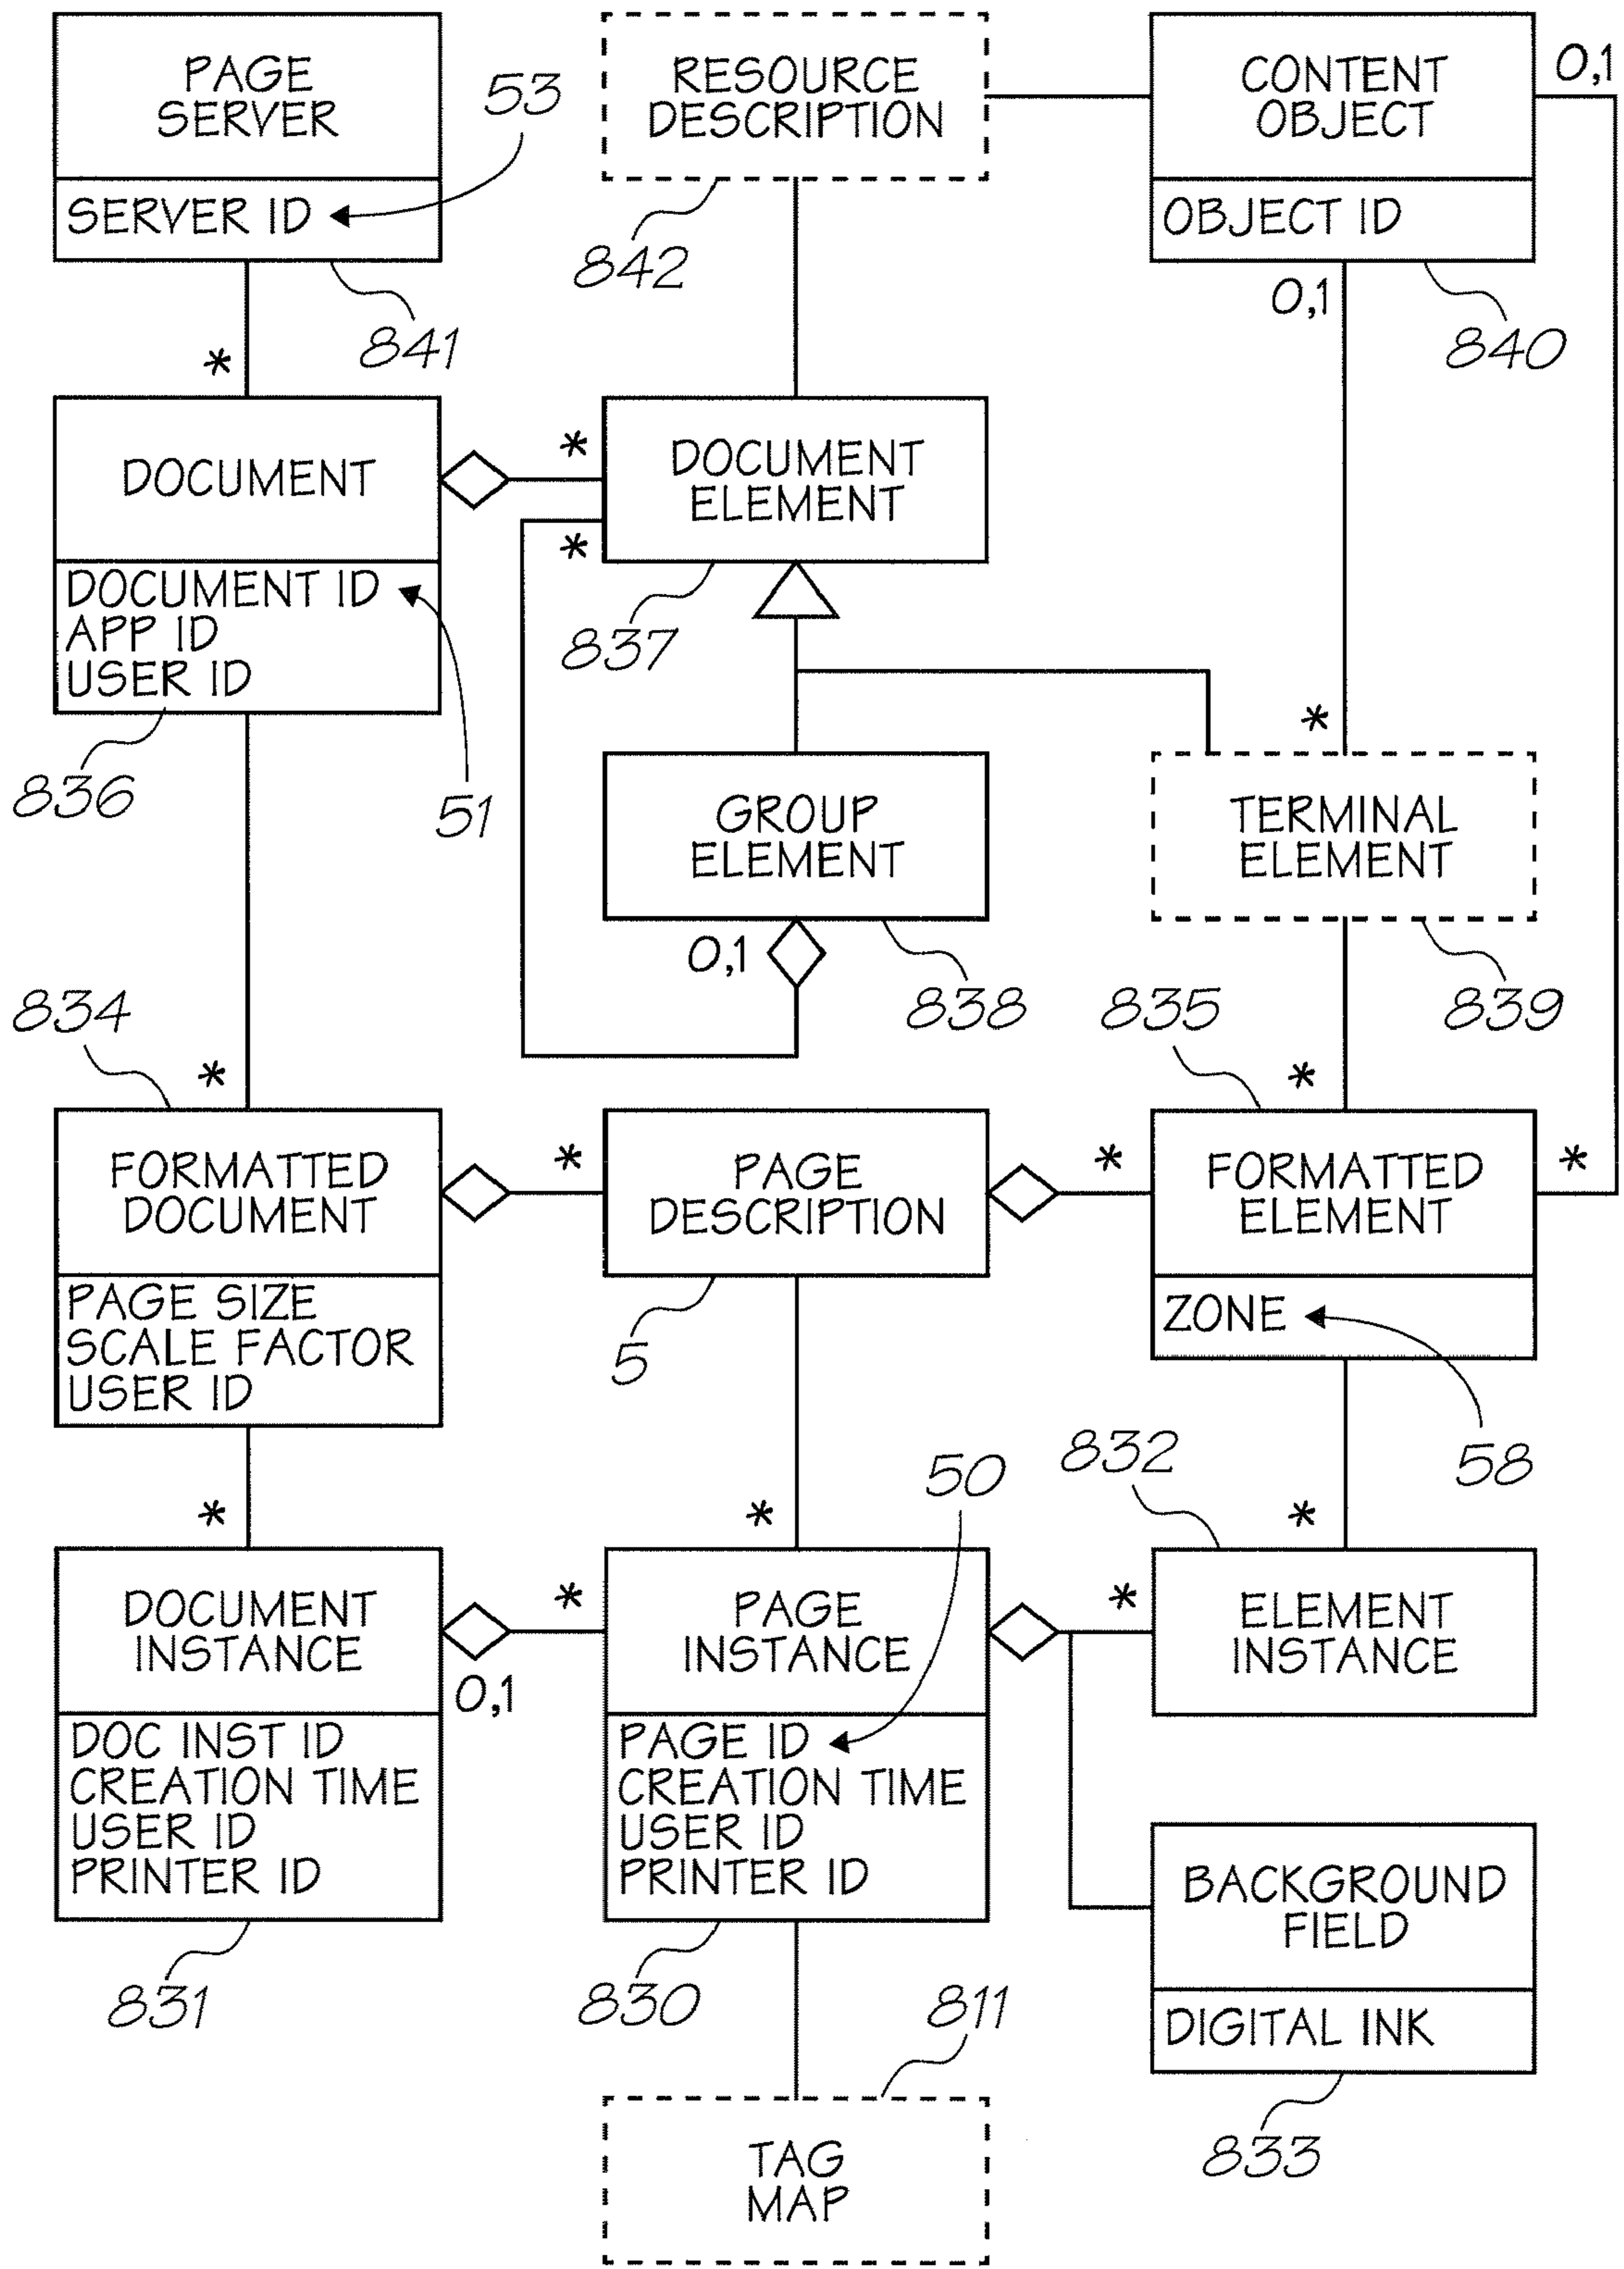 PAGE
SERVER
SERVER ID
53
841
RESOURCE
DESCRIPTION
842
CONTENT
OBJECT
OBJECT ID
0,1
0,1
840
*
DOCUMENT
DOCUMENT ID
APP ID
USER ID
836
51
*
*
DOCUMENT
ELEMENT
837
GROUP
ELEMENT
0,1
838
*
TERMINAL
ELEMENT
839
834
*
FORMATTED
DOCUMENT
PAGE SIZE
SCALE FACTOR
USER ID
*
PAGE
DESCRIPTION
5
835
*
*
*
FORMATTED
ELEMENT
ZONE
58
*
DOCUMENT
INSTANCE
0,1
DOC INST ID
CREATION TIME
USER ID
PRINTER ID
831
*
*
50
PAGE
INSTANCE
PAGE ID
CREATION TIME
USER ID
PRINTER ID
830
832
*
*
ELEMENT
INSTANCE
BACKGROUND
FIELD
DIGITAL INK
833
811
TAG
MAP